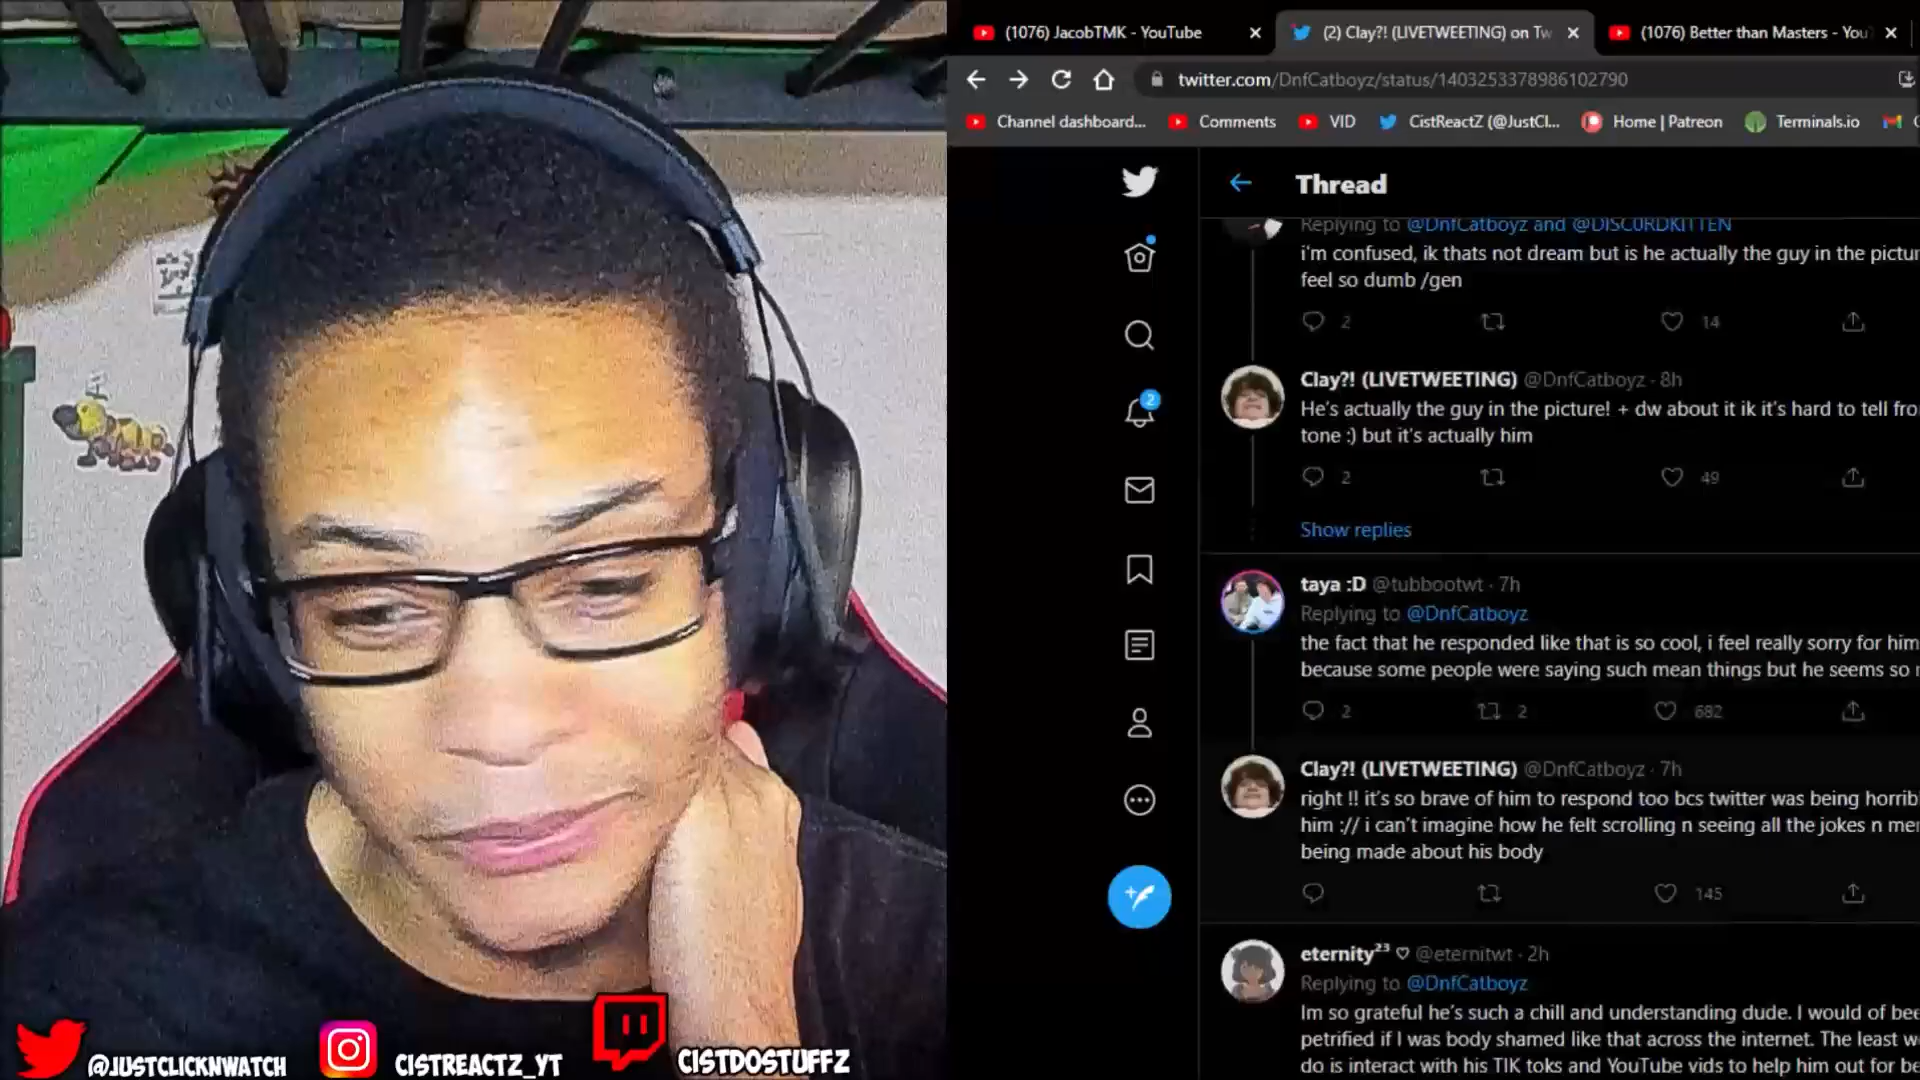 (1076) JacobTMK - YouTube
(2) Clay?! (LIVETWEETING) on Tw
(1076) Better than Masters - You
twitter.com/DnfCatboyz/status/1403253378986102790
Channel dashboard...
Comments
VID
CistReactZ (@JustCl...
Home | Patreon
Terminals.io
Thread
Replying to @DnfCatboyz and @DISC0RDKITTEN
i'm confused, ik thats not dream but is he actually the guy in the
feel so dumb /gen
2
14
Clay?! (LIVETWEETING) @DnfCatboyz · 8h
He's actually the guy in the picture! + dw about it ik it's hard to tell
tone :) but it's actually him
2
49
Show replies
taya :D @tubbootwt · 7h
Replying to @DnfCatboyz
the fact that he responded like that is so cool, i feel really sorry for him
because some people were saying such mean things but he seems so
2
2
682
Clay?! (LIVETWEETING) @DnfCatboyz · 7h
right !! it's so brave of him to respond too bcs twitter was being
him :// i can't imagine how he felt scrolling n seeing all the jokes n
being made about his body
145
eternity²³ ♡ @eternitwt · 2h
Replying to @DnfCatboyz
Im so grateful he's such a chill and understanding dude. I would of
petrified if I was body shamed like that across the internet. The least
do is interact with his TIK toks and YouTube vids to help him out for
2
@JUSTCLICKNWATCH
CISTREACTZ_YT
CISTDOSTUFFZ